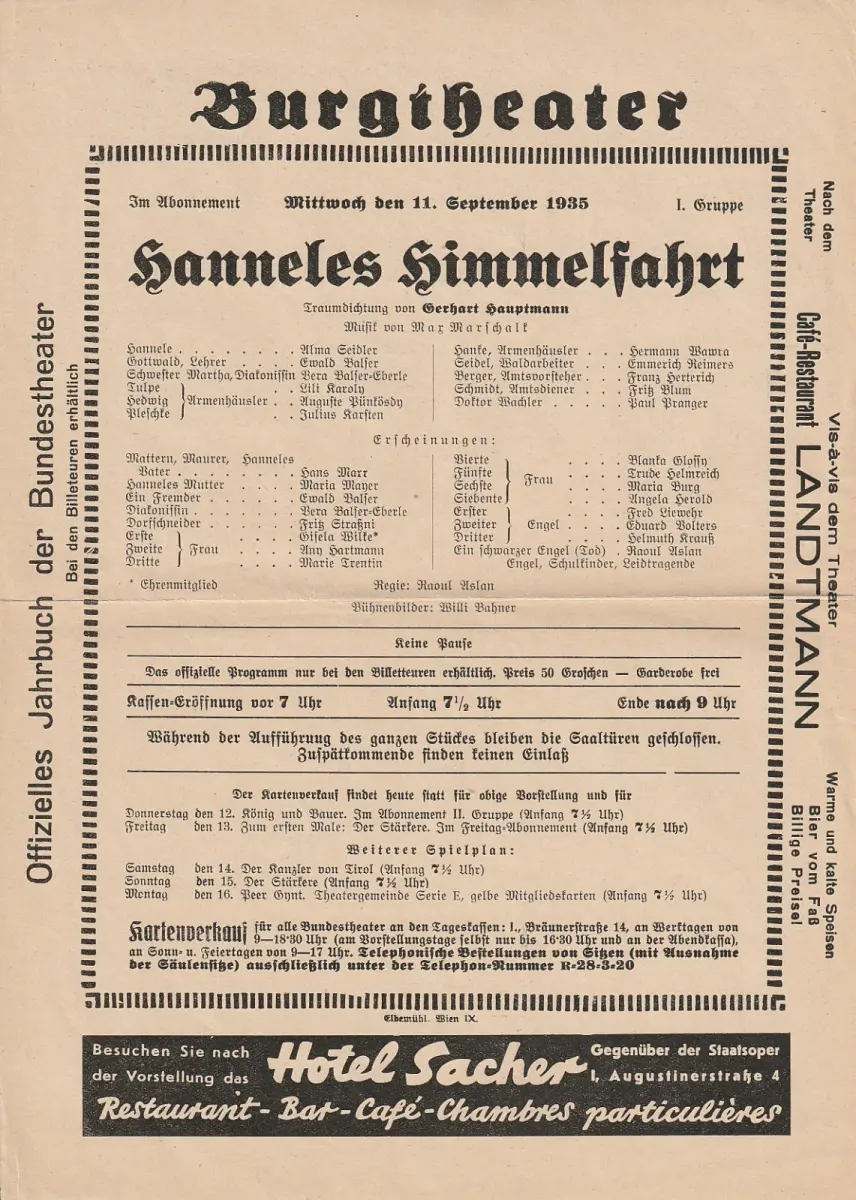 Burgtheater
Im Abonnement Mittwoch den 11. September 1935 I. Gruppe
Hanneles Himmelfahrt
Traumdichtung von Gerhart Hauptmann
Musik von Max Marschalk
Hannele . . . . . . . . Alma Seidler
Gottwald, Lehrer . . . . Ewald Balser
Schwester Martha, Diakonissin Vera Balser-Eberle
Tulpe . . Lili Karoly
Hedwig } Armenhäusler . . Auguste Pünkösdy
Pleschke . . Julius Karsten
Hanke, Armenhäusler . . . Hermann Wawra
Seidel, Waldarbeiter . . . Emmerich Reimers
Berger, Amtsvorsteher . . . Franz Herterich
Schmidt, Amtsdiener . . . Fritz Blum
Doktor Wachler . . . . . Paul Pranger
Erscheinungen:
Mattern, Maurer, Hanneles
Vater . . . . . . . . Hans Marr
Hanneles Mutter . . . . . Maria Mayer
Ein Fremder . . . . . . Ewald Balser
Diakonissin . . . . . . . Vera Balser-Eberle
Dorfschneider . . . . . . Fritz Straßni
Erste . . . . Gisela Wilke*
Zweite } Frau . . . . Any Hartmann
Dritte . . . . Marie Trentin
Vierte . . . . Blanka Glossy
Fünfte . . . . Trude Helmreich
Sechste } Frau . . . . Maria Burg
Siebente . . . . Angela Herold
Erster . . . . Fred Liewehr
Zweiter } Engel . . . . Eduard Volters
Dritter . . . . Helmuth Krauß
Ein schwarzer Engel (Tod) . Raoul Aslan
Engel, Schulkinder, Leidtragende
* Ehrenmitglied Regie: Raoul Aslan
Bühnenbilder: Willi Bahner
Keine Pause
Das offizielle Programm nur bei den Billetteuren erhältlich. Preis 50 Groschen — Garderobe frei
Kassen-Eröffnung vor 7 Uhr Anfang 7½ Uhr Ende nach 9 Uhr
Während der Aufführuug des ganzen Stückes bleiben die Saaltüren geschlossen.
Zuspätkommende finden keinen Einlaß
Der Kartenverkauf findet heute statt für obige Vorstellung und für
Donnerstag den 12. König und Bauer. Im Abonnement II. Gruppe (Anfang 7½ Uhr)
Freitag den 13. Zum ersten Male: Der Stärkere. Im Freitag-Abonnement (Anfang 7½ Uhr)
Weiterer Spielplan:
Samstag den 14. Der Kanzler von Tirol (Anfang 7½ Uhr)
Sonntag den 15. Der Stärkere (Anfang 7½ Uhr)
Montag den 16. Peer Gynt. Theatergemeinde Serie E, gelbe Mitgliedskarten (Anfang 7½ Uhr)
Kartenverkauf für alle Bundestheater an den Tageskassen: I., Bräunerstraße 14, an Werktagen von
9—18·30 Uhr (am Vorstellungstage selbst nur bis 16·30 Uhr und an der Abendkassa),
an Sonn- u. Feiertagen von 9—17 Uhr. Telephonische Bestellungen von Sitzen (mit Ausnahme
der Säulensitze) ausschließlich unter der Telephon-Nummer R-28-3-20
Elbemühl. Wien IX.
Offizielles Jahrbuch der Bundestheater
Bei den Billeteuren erhältlich
Nach dem
Theater
Café-Restaurant LANDTMANN
Vis-à-vis dem Theater
Warme und kalte Speisen
Bier vom Faß
Billige Preise!
Besuchen Sie nach
der Vorstellung das
Hotel Sacher
Gegenüber der Staatsoper
I, Augustinerstraße 4
Restaurant-Bar-Café-Chambres particulières